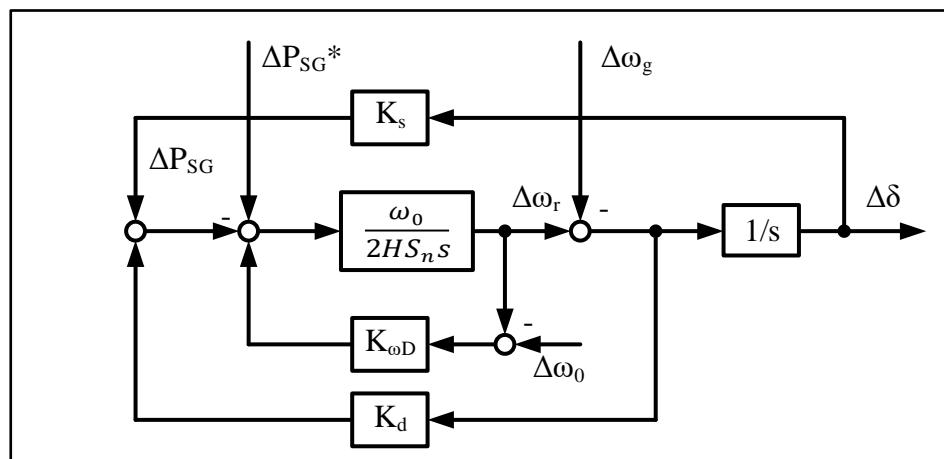 ΔP_SG*
Δω_g
K_s
ΔP_SG
Δω_r
Δδ
-
-
ω_0
2HS_n s
1/s
-
K_ωD
Δω_0
K_d